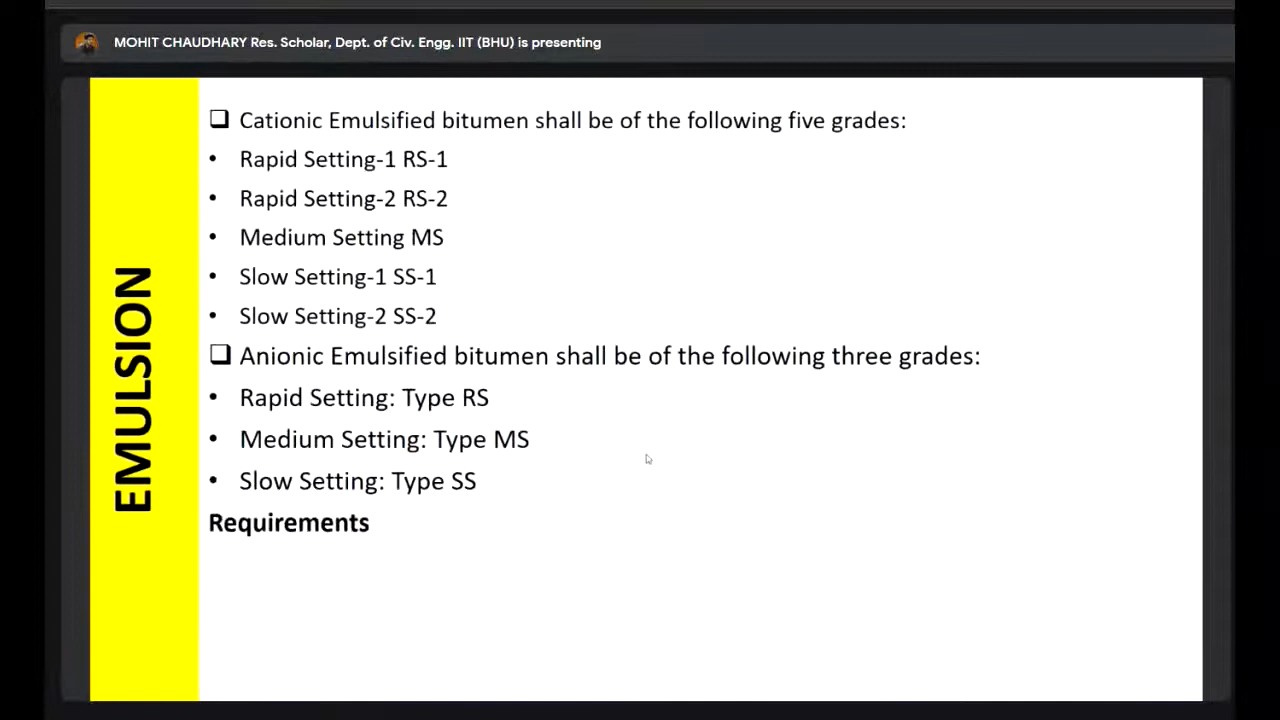 MOHIT CHAUDHARY Res. Scholar, Dept. of Civ. Engg. IIT (BHU) is presenting
EMULSION
❑ Cationic Emulsified bitumen shall be of the following five grades:
• Rapid Setting-1 RS-1
• Rapid Setting-2 RS-2
• Medium Setting MS
• Slow Setting-1 SS-1
• Slow Setting-2 SS-2
❑ Anionic Emulsified bitumen shall be of the following three grades:
• Rapid Setting: Type RS
• Medium Setting: Type MS
• Slow Setting: Type SS
Requirements